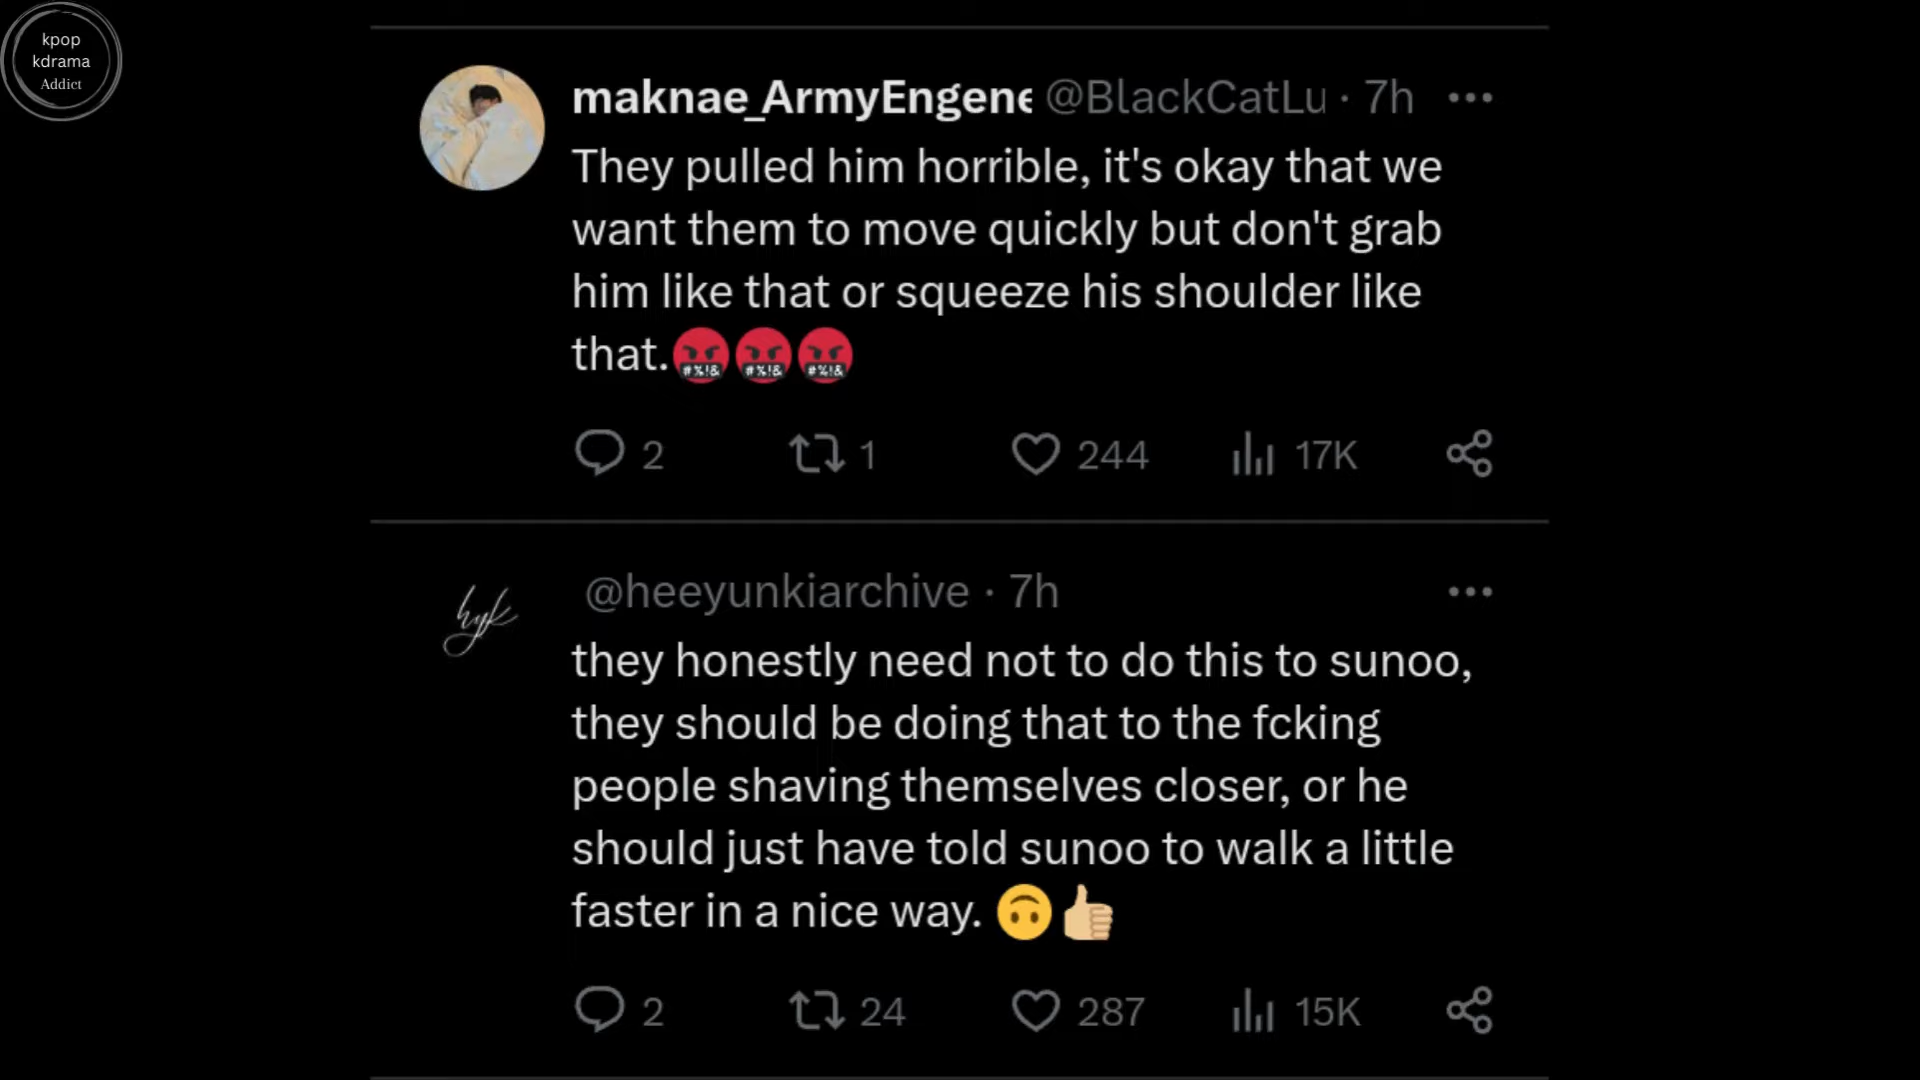 kpop
kdrama
Addict
maknae_ArmyEngene @BlackCatLu · 7h
They pulled him horrible, it's okay that we
want them to move quickly but don't grab
him like that or squeeze his shoulder like
that.🤬🤬🤬
2 1 244 17K
hyk
@heeyunkiarchive · 7h
they honestly need not to do this to sunoo,
they should be doing that to the fcking
people shaving themselves closer, or he
should just have told sunoo to walk a little
faster in a nice way. 🙃👍🏼
2 24 287 15K